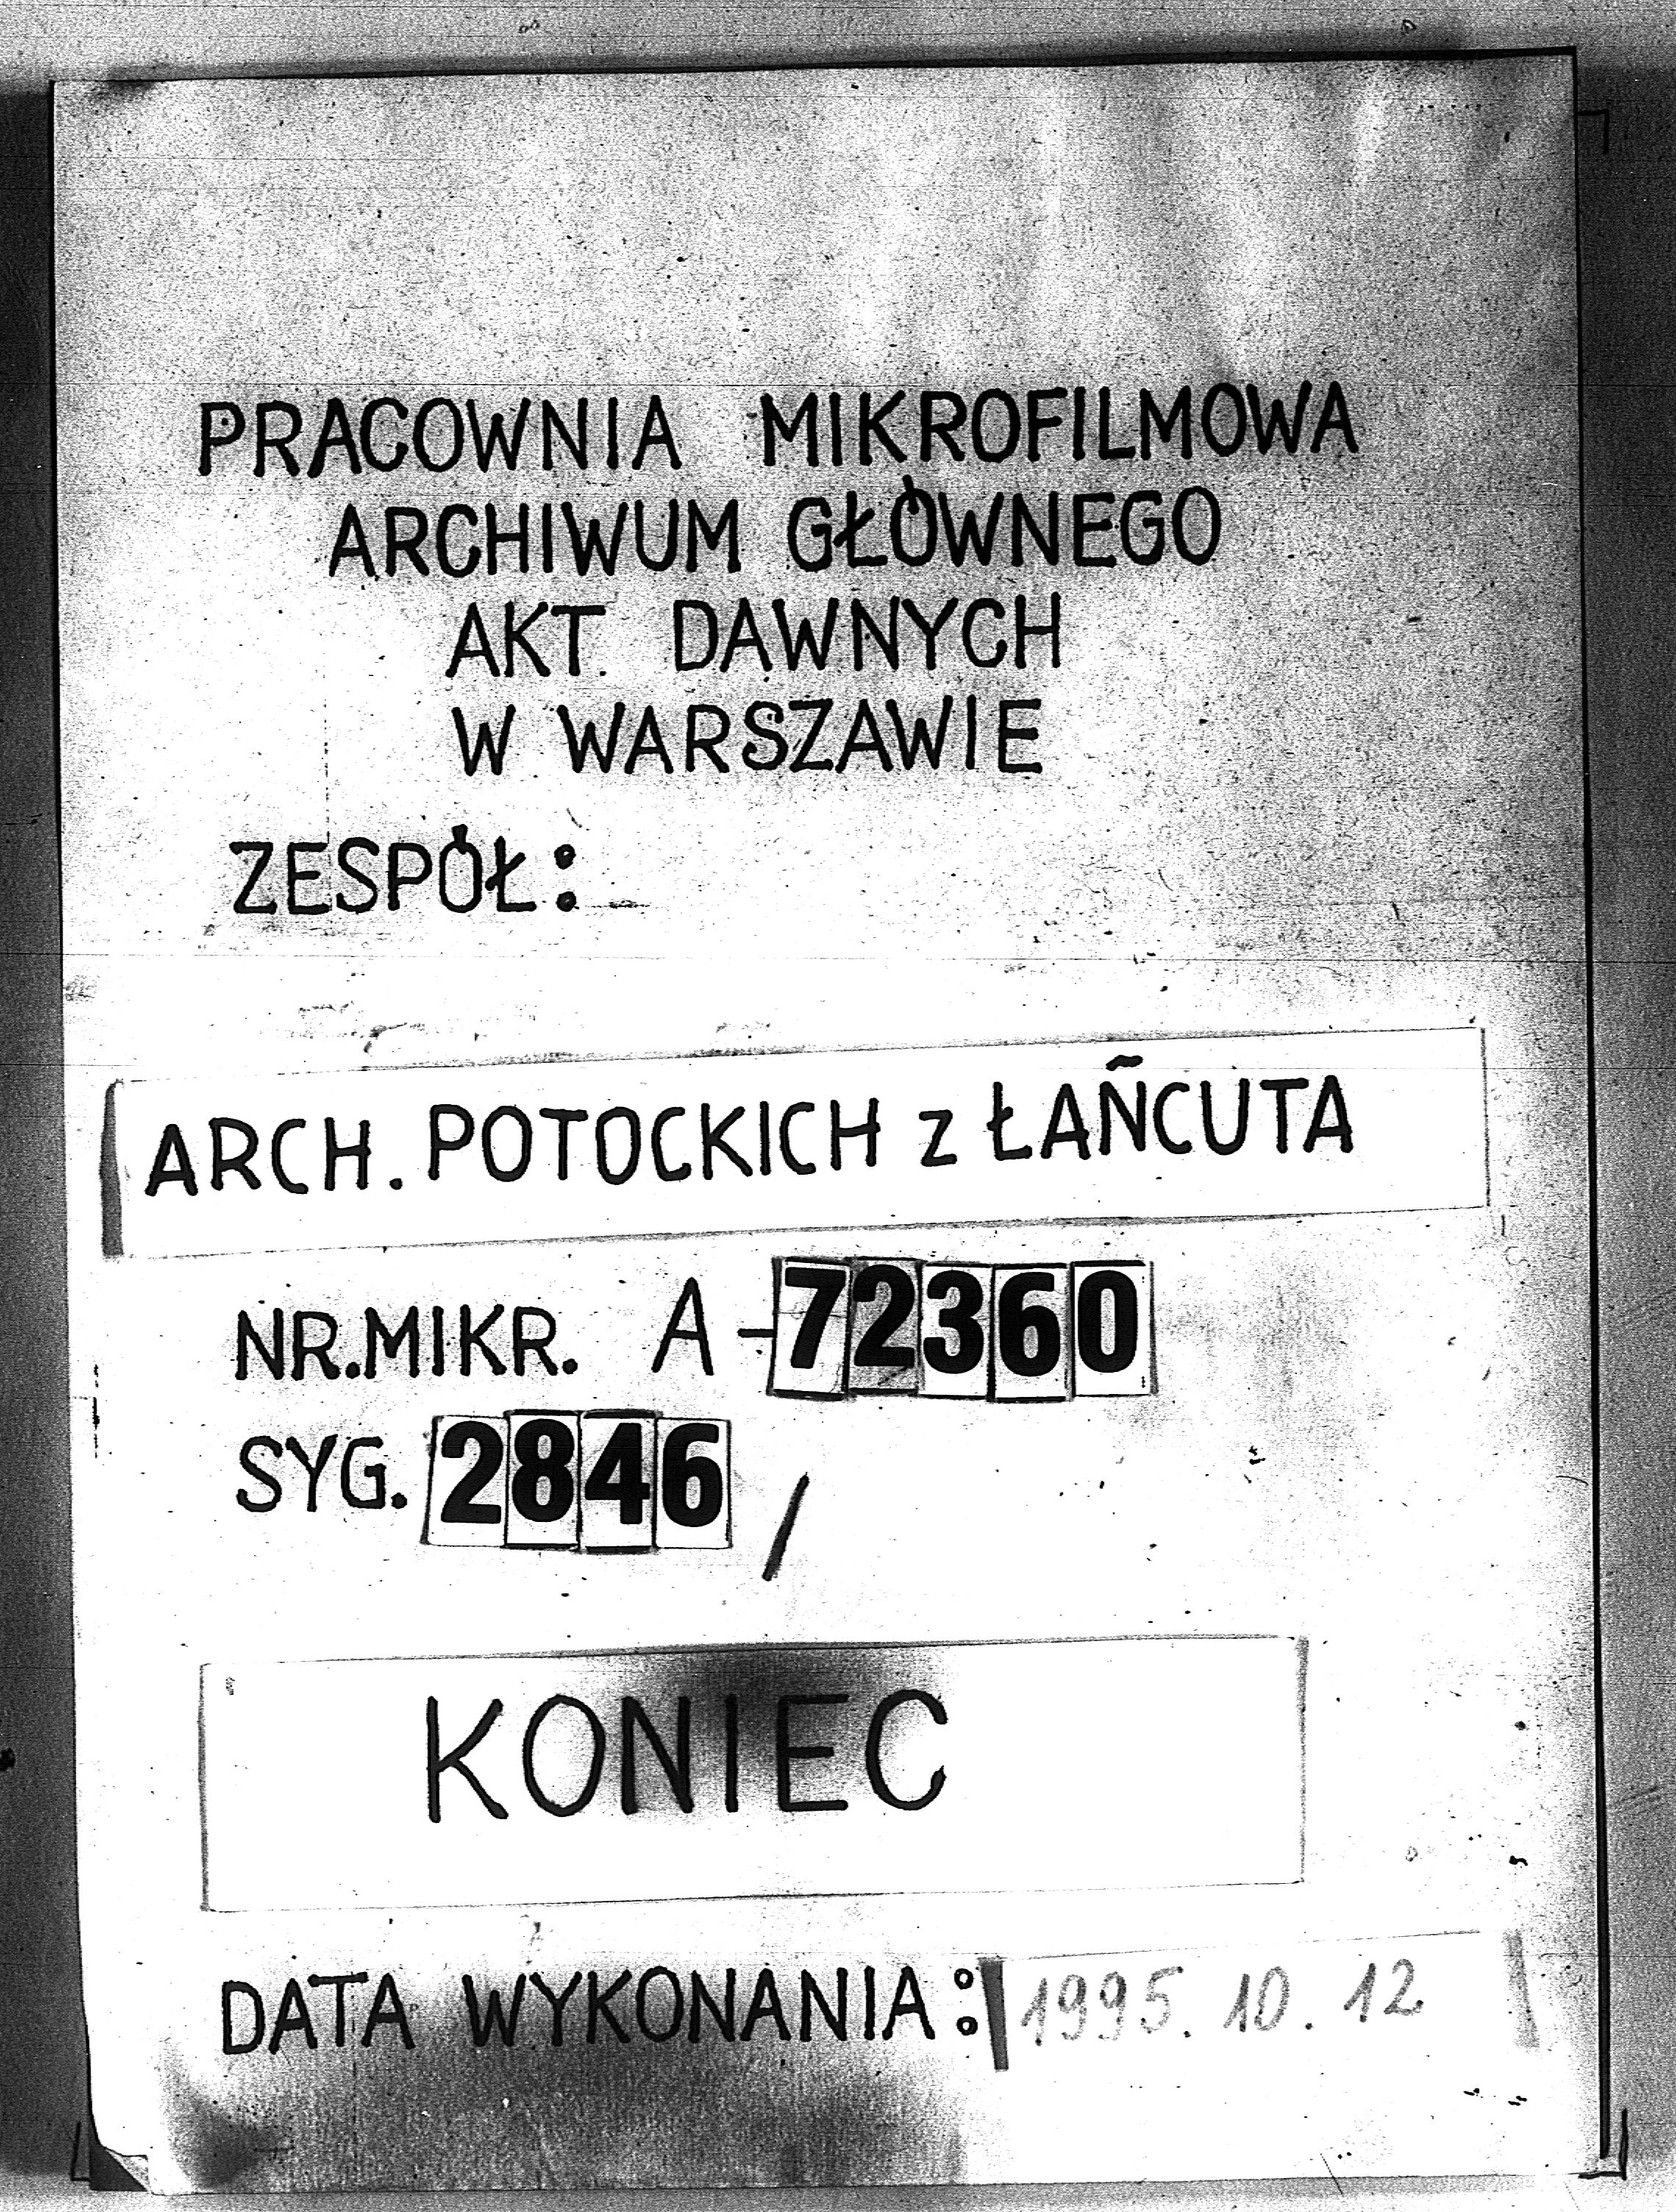 PRACOWNIA MIKROFILMOWA
ARCHIWUM GŁÓWNEGO
AKT DAWNYCH
W WARSZAWIE
ZESPÓŁ:
ARCH. POTOCKICH z ŁAŃCUTA
NR.MIKR. A-72360
SYG. 2846/
KONIEC
DATA WYKONANIA: 1995.10.12